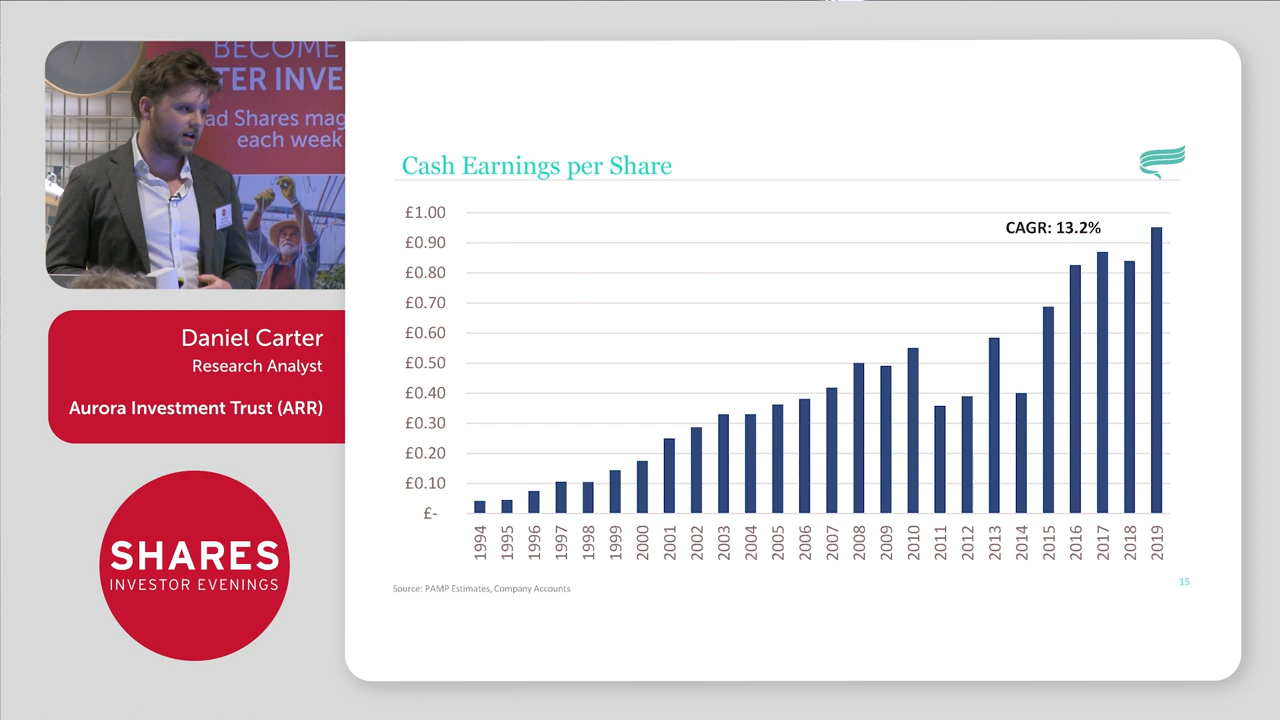 BECOME
TER INVE
ad Shares mag
each week
Daniel Carter
Research Analyst
Aurora Investment Trust (ARR)
SHARES
INVESTOR EVENINGS
Cash Earnings per Share
CAGR: 13.2%
£1.00
£0.90
£0.80
£0.70
£0.60
£0.50
£0.40
£0.30
£0.20
£0.10
£-
1994 1995 1996 1997 1998 1999 2000 2001 2002 2003 2004 2005 2006 2007 2008 2009 2010 2011 2012 2013 2014 2015 2016 2017 2018 2019
Source: PAMP Estimates, Company Accounts
15